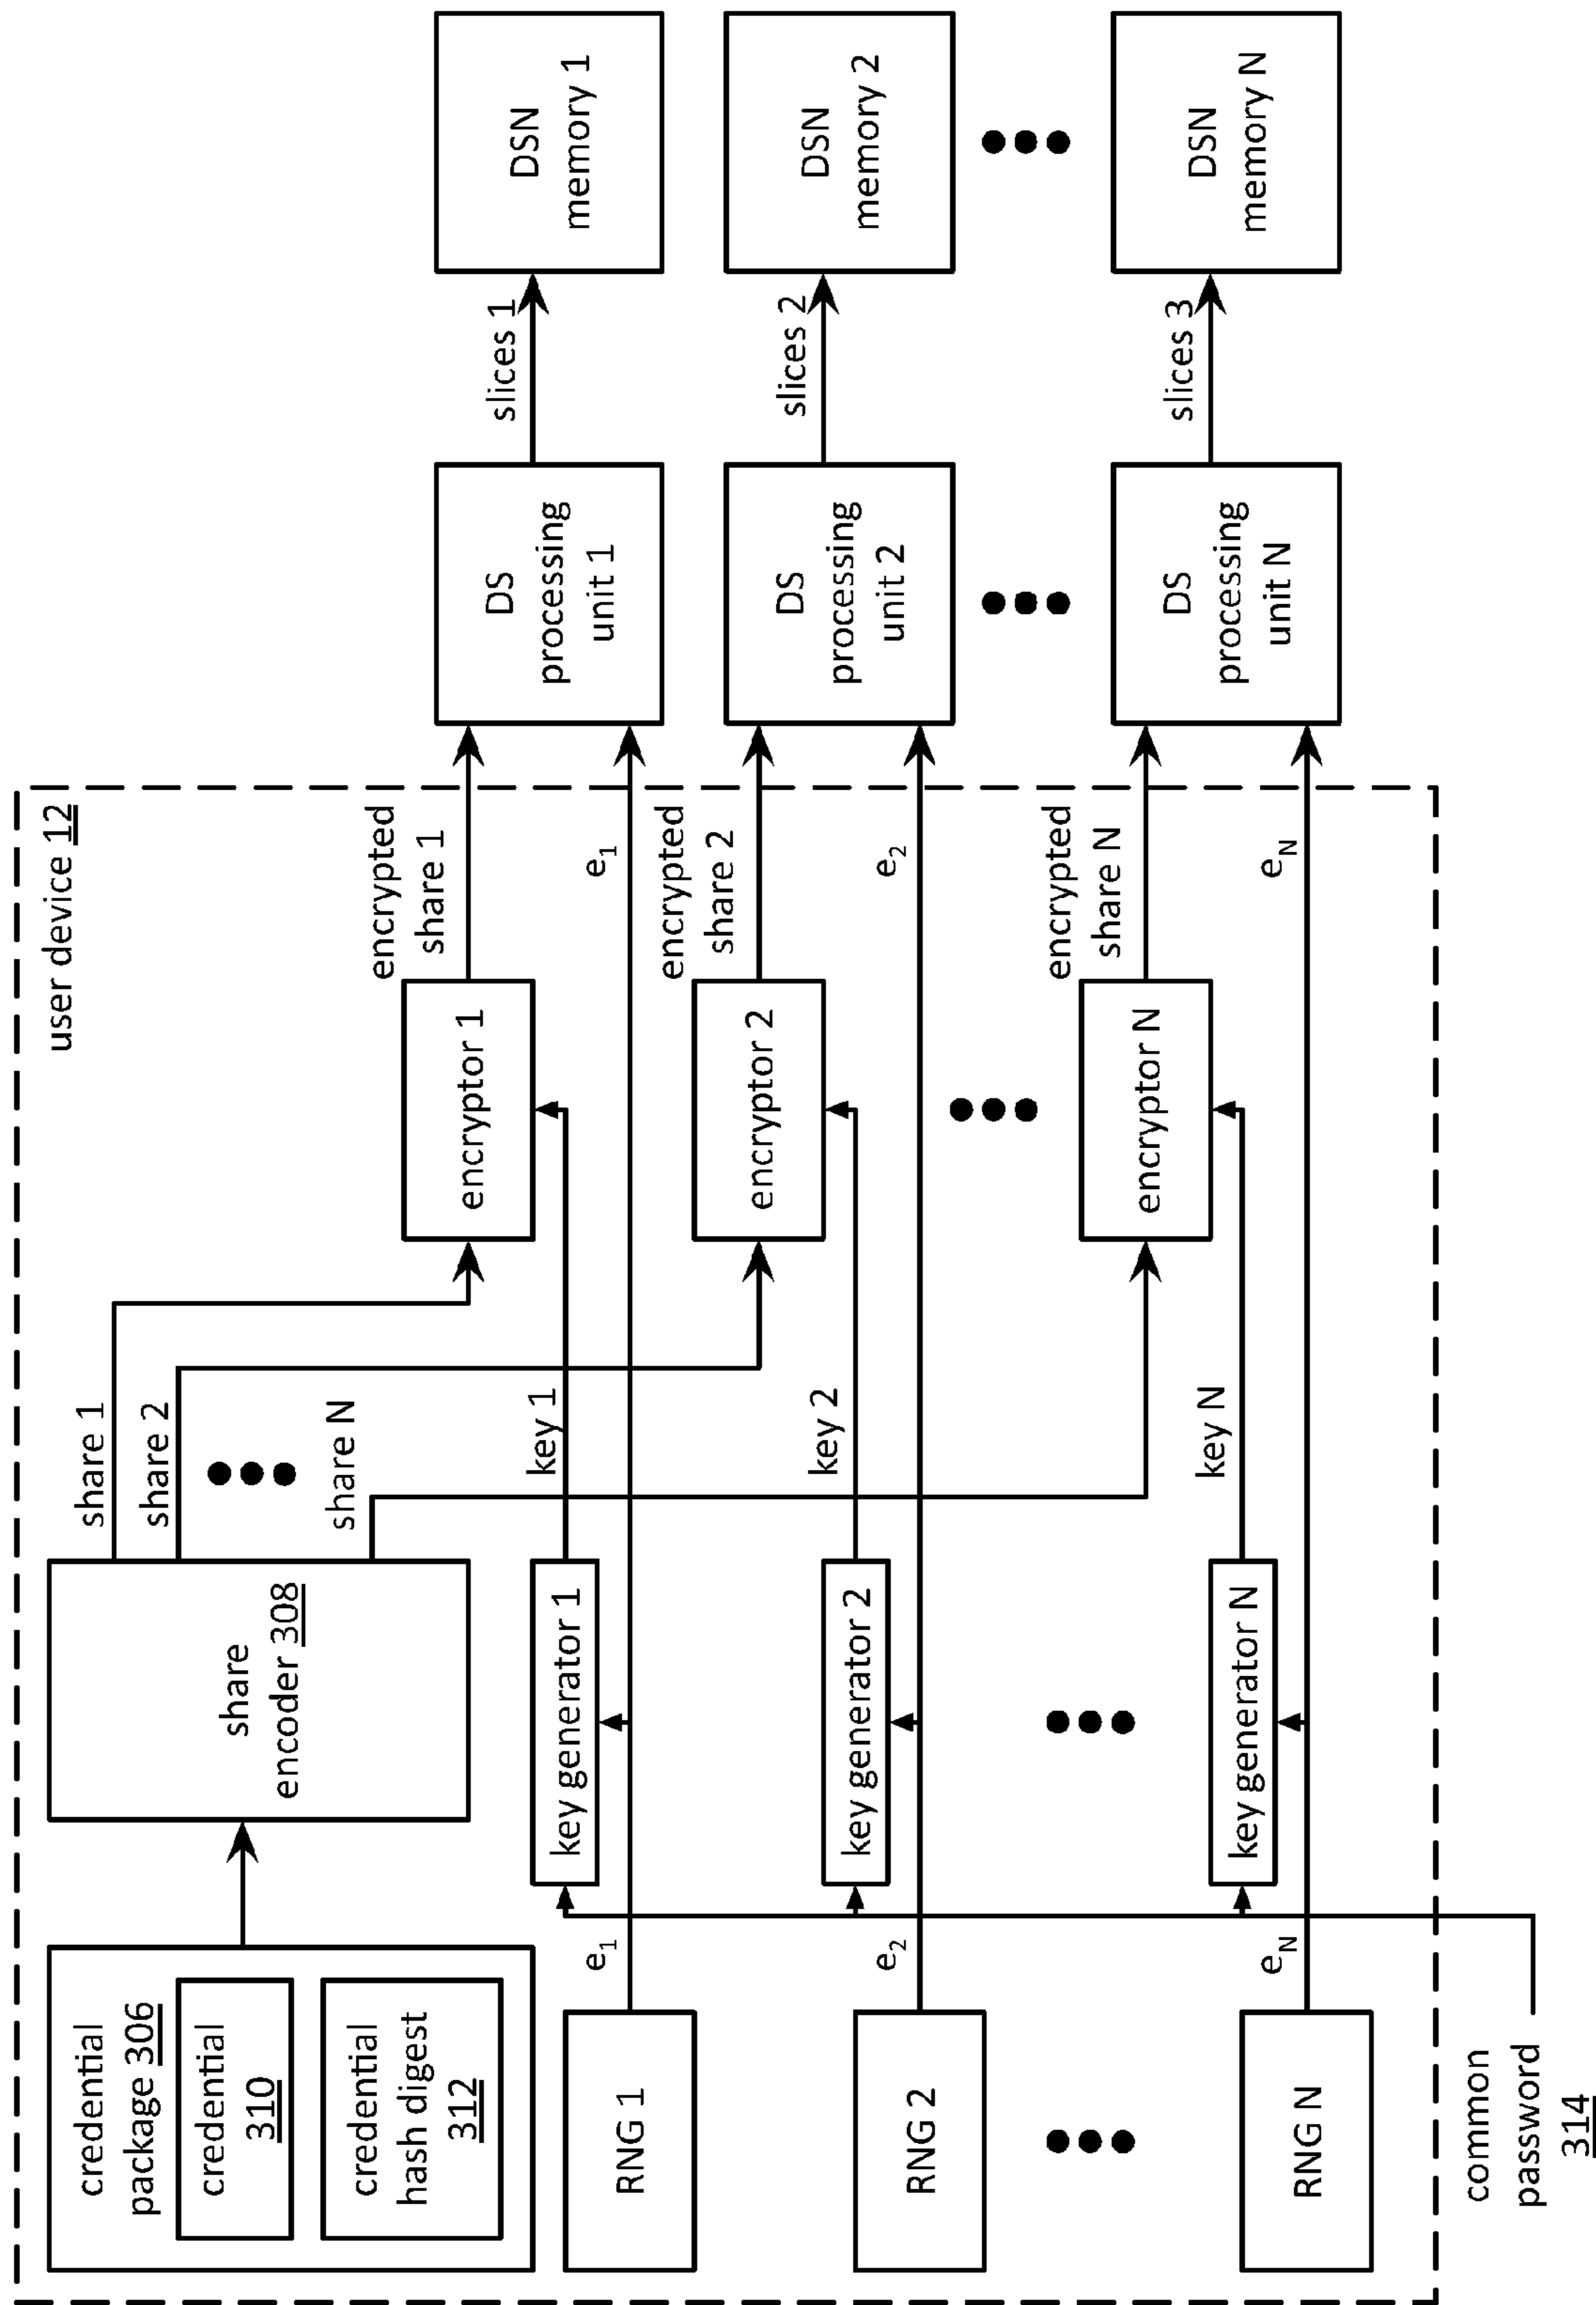 user device 12
credential
package 306
credential
310
credential
hash digest
312
share
encoder 308
share 1
share 2
share N
encrypted
share 1
encrypted
share 2
encrypted
share N
RNG 1
e1
key generator 1
key 1
encryptor 1
e1
DS
processing
unit 1
slices 1
DSN
memory 1
RNG 2
e2
key generator 2
key 2
encryptor 2
e2
DS
processing
unit 2
slices 2
DSN
memory 2
RNG N
eN
key generator N
key N
encryptor N
eN
DS
processing
unit N
slices 3
DSN
memory N
common
password
314